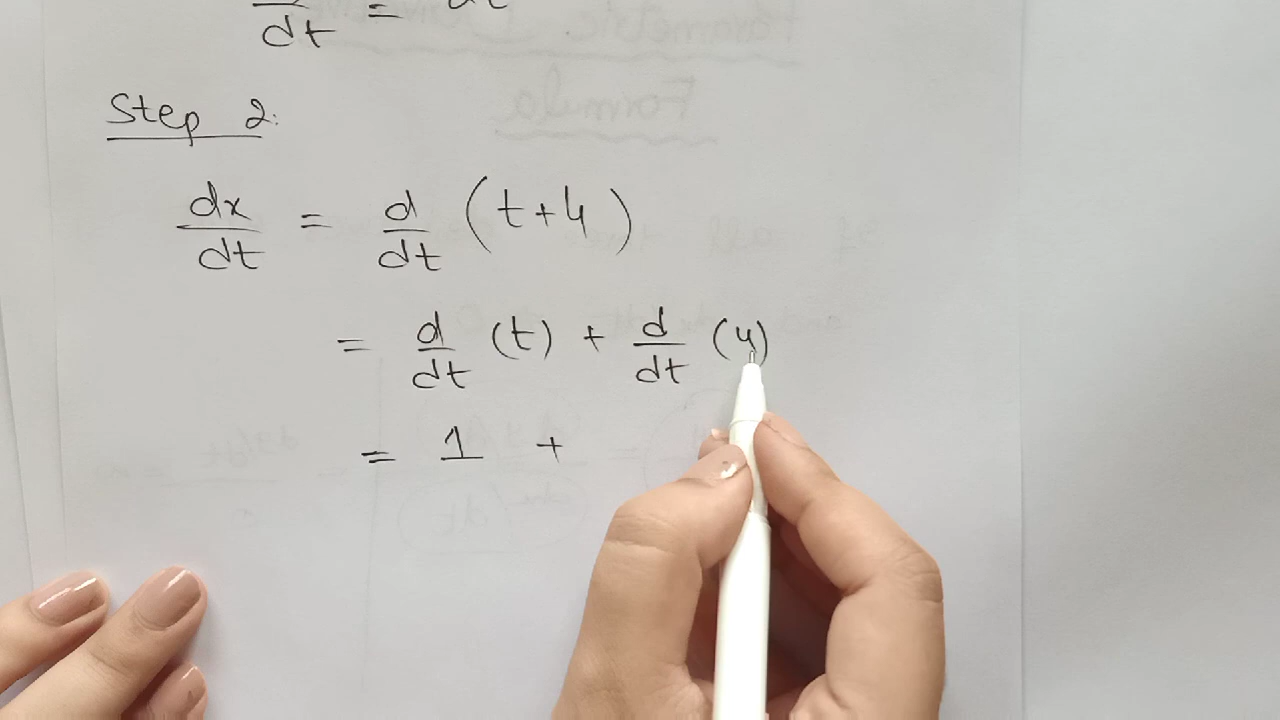 dt =
Step 2:
dx/dt = d/dt (t+4)
= d/dt (t) + d/dt (4)
= 1 +